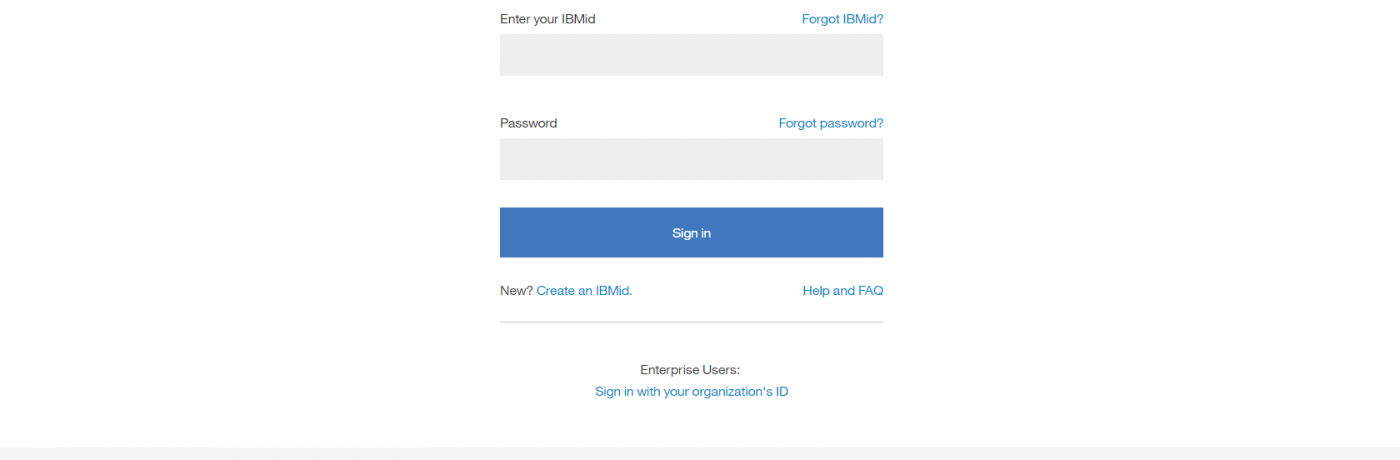 Enter your IBMid Forgot IBMid?
Password Forgot password?
Sign in
New? Create an IBMid. Help and FAQ
Enterprise Users:
Sign in with your organization's ID